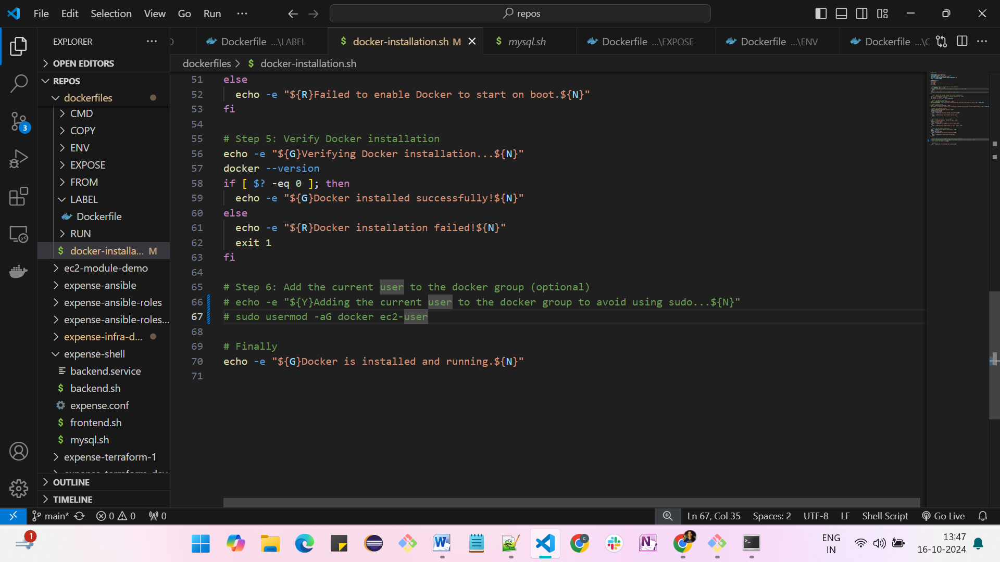 File Edit Selection View Go Run ···
repos
EXPLORER
Dockerfile ...\LABEL
docker-installation.sh M
mysql.sh
Dockerfile ...\EXPOSE
Dockerfile ...\ENV
Dockerfile ...\C
OPEN EDITORS
REPOS
dockerfiles
CMD
COPY
ENV
EXPOSE
FROM
LABEL
Dockerfile
RUN
docker-installa... M
ec2-module-demo
expense-ansible
expense-ansible-roles
expense-ansible-roles...
expense-infra-d...
expense-shell
backend.service
backend.sh
expense.conf
frontend.sh
mysql.sh
expense-terraform-1
OUTLINE
TIMELINE
3
dockerfiles > $ docker-installation.sh
51 else
52 echo -e "${R}Failed to enable Docker to start on boot.${N}"
53 fi
54
55 # Step 5: Verify Docker installation
56 echo -e "${G}Verifying Docker installation...${N}"
57 docker --version
58 if [ $? -eq 0 ]; then
59 echo -e "${G}Docker installed successfully!${N}"
60 else
61 echo -e "${R}Docker installation failed!${N}"
62 exit 1
63 fi
64
65 # Step 6: Add the current user to the docker group (optional)
66 # echo -e "${Y}Adding the current user to the docker group to avoid using sudo...${N}"
67 # sudo usermod -aG docker ec2-user
68
69 # Finally
70 echo -e "${G}Docker is installed and running.${N}"
71
main* 0 0 0
Ln 67, Col 35 Spaces: 2 UTF-8 LF Shell Script Go Live
1
ENG
IN
13:47
16-10-2024